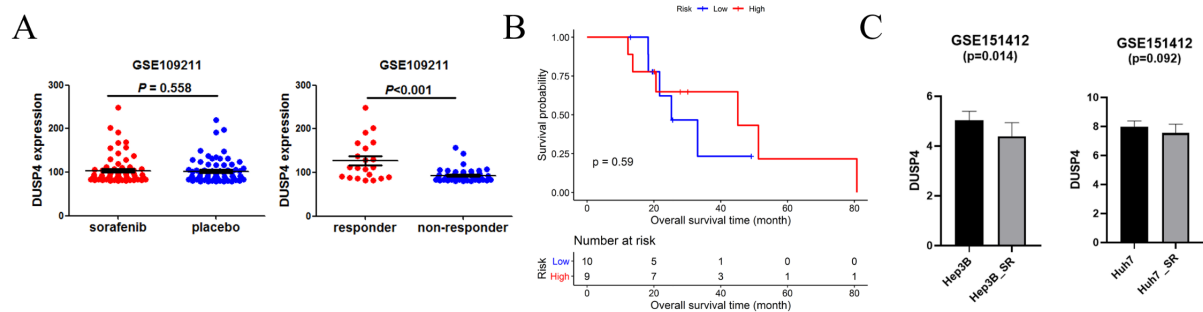 A
GSE109211
P = 0.558
DUSP4 expression
300
200
100
0
sorafenib placebo
GSE109211
P<0.001
DUSP4 expression
300
200
100
0
responder non-responder
B
Risk Low High
Survival probability
1.00
0.75
0.50
0.25
0.00
p = 0.59
0 20 40 60 80
Overall survival time (month)
Number at risk
Risk
Low 10 5 1 0 0
High 9 7 3 1 1
0 20 40 60 80
Overall survival time (month)
C
GSE151412
(p=0.014)
DUSP4
6
4
2
0
Hep3B Hep3B_SR
GSE151412
(p=0.092)
DUSP4
10
8
6
4
2
0
Huh7 Huh7_SR